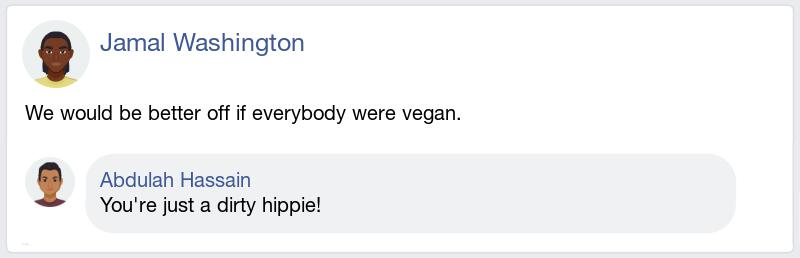 Jamal Washington
We would be better off if everybody were vegan.
Abdulah Hassain
You're just a dirty hippie!